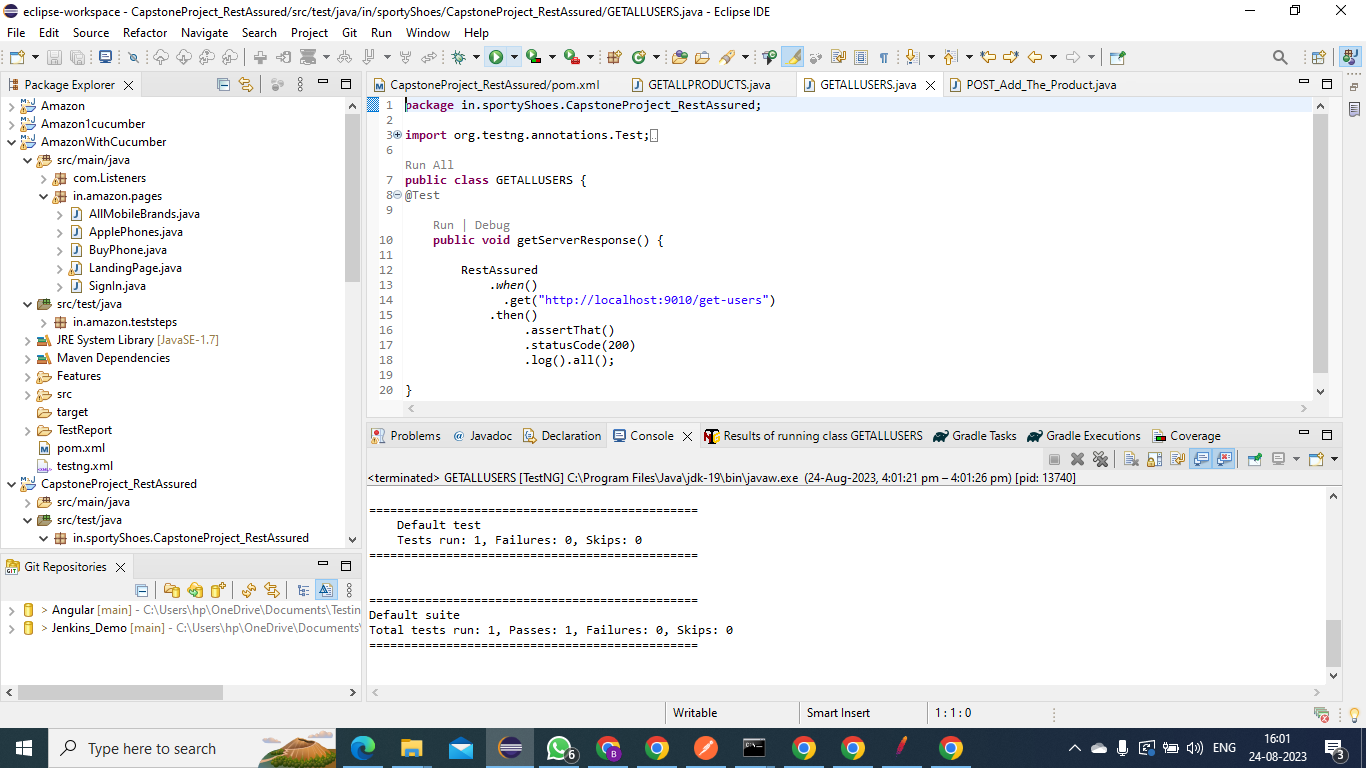 eclipse-workspace - CapstoneProject_RestAssured/src/test/java/in/sportyShoes/CapstoneProject_RestAssured/GETALLUSERS.java - Eclipse IDE
File Edit Source Refactor Navigate Search Project Git Run Window Help
Package Explorer
Amazon
Amazon1cucumber
AmazonWithCucumber
src/main/java
com.Listeners
in.amazon.pages
AllMobileBrands.java
ApplePhones.java
BuyPhone.java
LandingPage.java
SignIn.java
src/test/java
in.amazon.teststeps
JRE System Library [JavaSE-1.7]
Maven Dependencies
Features
src
target
TestReport
pom.xml
testng.xml
CapstoneProject_RestAssured
src/main/java
src/test/java
in.sportyShoes.CapstoneProject_RestAssured
Git Repositories
> Angular [main] - C:\Users\hp\OneDrive\Documents\Testin
> Jenkins_Demo [main] - C:\Users\hp\OneDrive\Documents\
CapstoneProject_RestAssured/pom.xml GETALLPRODUCTS.java GETALLUSERS.java POST_Add_The_Product.java
1 package in.sportyShoes.CapstoneProject_RestAssured;
2
3 import org.testng.annotations.Test;
6
Run All
7 public class GETALLUSERS {
8 @Test
9
Run | Debug
10 public void getServerResponse() {
11
12 RestAssured
13 .when()
14 .get("http://localhost:9010/get-users")
15 .then()
16 .assertThat()
17 .statusCode(200)
18 .log().all();
19
20 }
Problems @ Javadoc Declaration Console Results of running class GETALLUSERS Gradle Tasks Gradle Executions Coverage
<terminated> GETALLUSERS [TestNG] C:\Program Files\Java\jdk-19\bin\javaw.exe (24-Aug-2023, 4:01:21 pm – 4:01:26 pm) [pid: 13740]
===============================================
Default test
Tests run: 1, Failures: 0, Skips: 0
===============================================
===============================================
Default suite
Total tests run: 1, Passes: 1, Failures: 0, Skips: 0
===============================================
Writable Smart Insert 1 : 1 : 0
Type here to search
6
B
ENG
16:01
24-08-2023
3